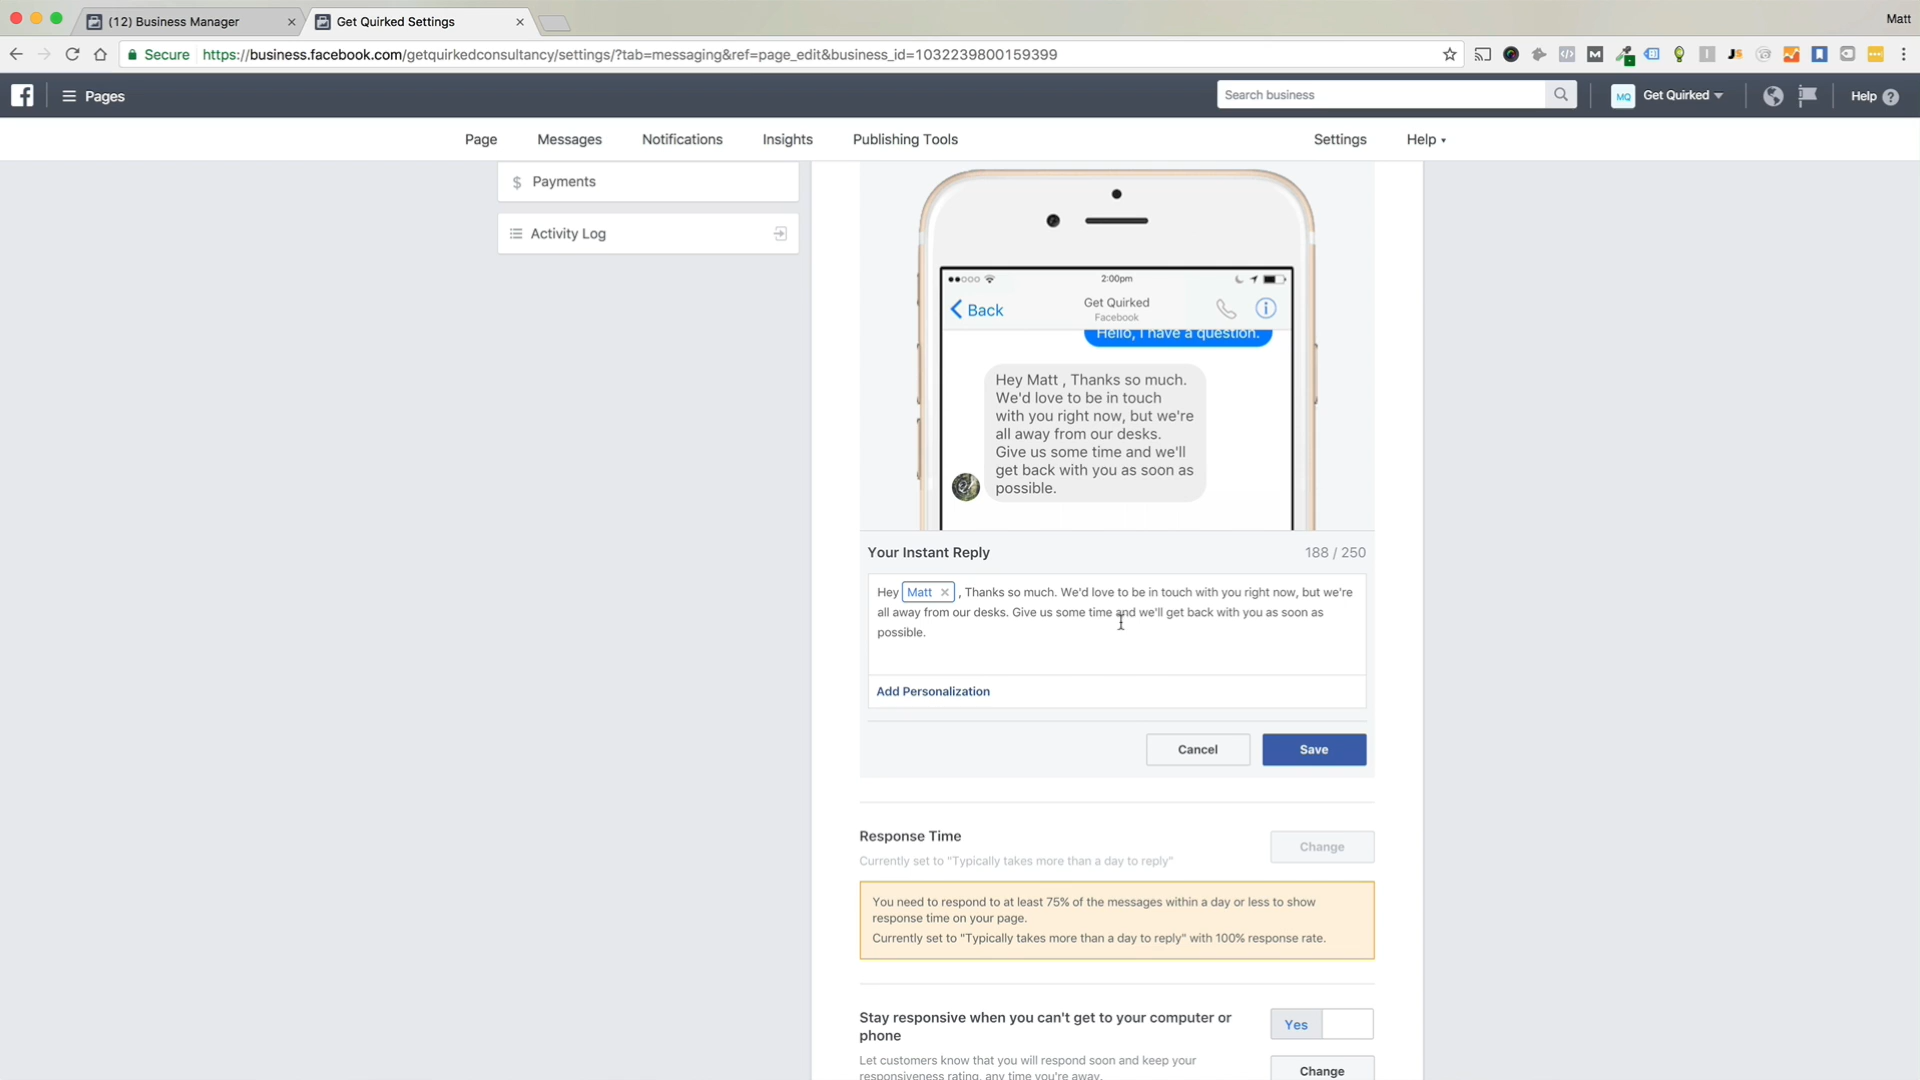 (12) Business Manager
Get Quirked Settings
Matt
Secure
https://business.facebook.com/getquirkedconsultancy/settings/?tab=messaging&ref=page_edit&business_id=1032239800159399
Pages
Search business
MQ
Get Quirked
Help
Page
Messages
Notifications
Insights
Publishing Tools
Settings
Help
$ Payments
Activity Log
2:00pm
Back
Get Quirked
Facebook
Hello, I have a question.
Hey Matt , Thanks so much.
We'd love to be in touch
with you right now, but we're
all away from our desks.
Give us some time and we'll
get back with you as soon as
possible.
Your Instant Reply
188 / 250
Hey Matt × , Thanks so much. We'd love to be in touch with you right now, but we're
all away from our desks. Give us some time and we'll get back with you as soon as
possible.
Add Personalization
Cancel
Save
Response Time
Change
Currently set to "Typically takes more than a day to reply"
You need to respond to at least 75% of the messages within a day or less to show
response time on your page.
Currently set to "Typically takes more than a day to reply" with 100% response rate.
Stay responsive when you can't get to your computer or
phone
Yes
Let customers know that you will respond soon and keep your
responsiveness rating, any time you're away.
Change